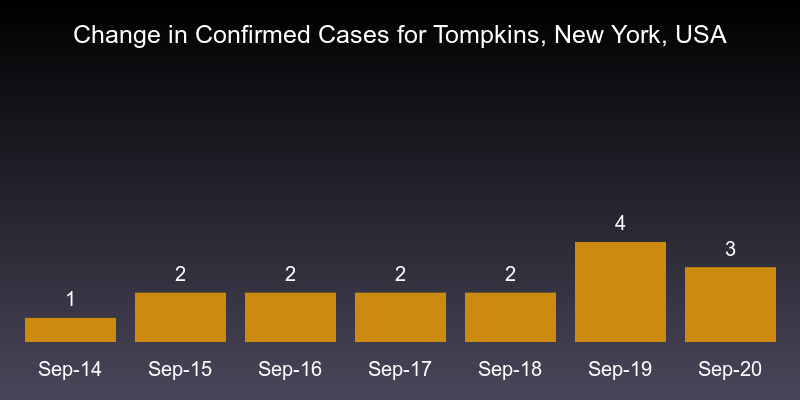 Change in Confirmed Cases for Tompkins, New York, USA
1 2 2 2 2 4 3
Sep-14 Sep-15 Sep-16 Sep-17 Sep-18 Sep-19 Sep-20